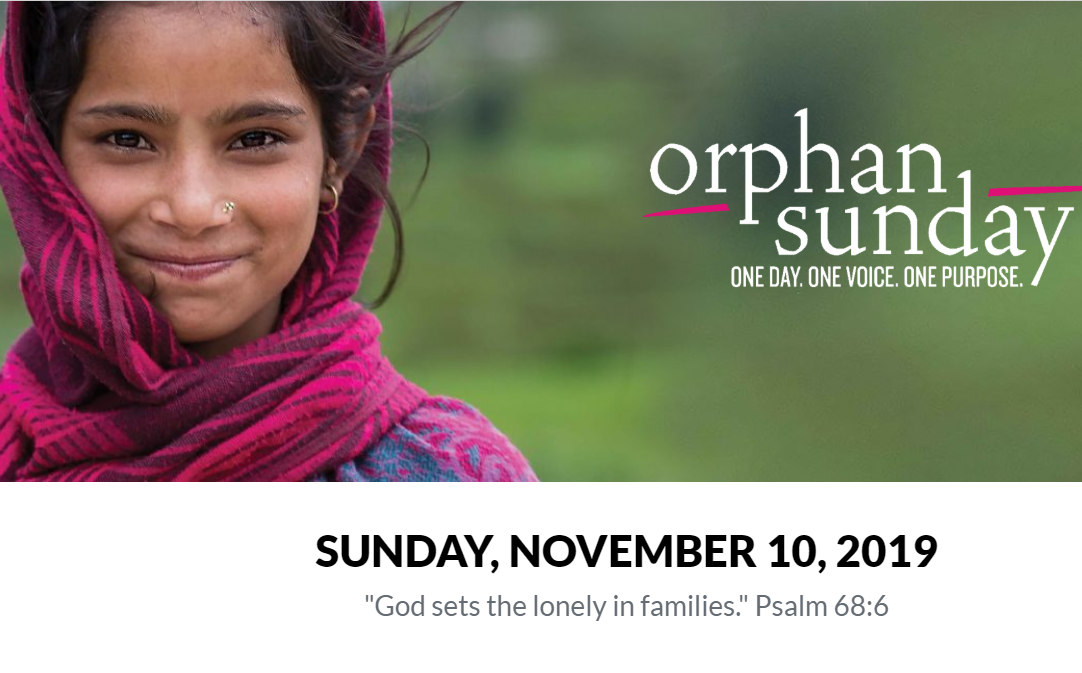 orphan
sunday
ONE DAY. ONE VOICE. ONE PURPOSE.
SUNDAY, NOVEMBER 10, 2019
"God sets the lonely in families." Psalm 68:6